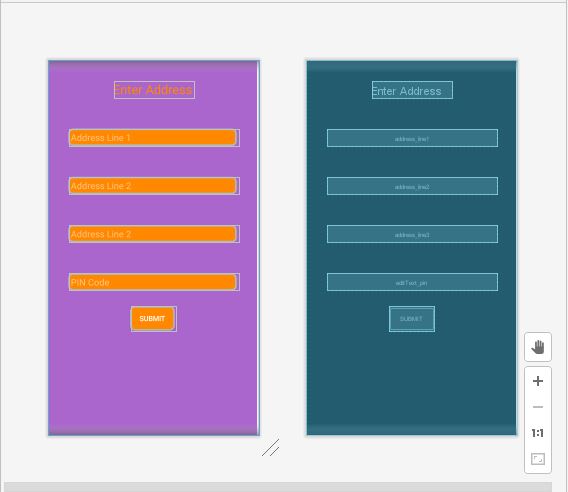 Enter Address
Address Line 1
Address Line 2
Address Line 2
PIN Code
SUBMIT
Enter Address
address_line1
address_line2
address_line3
editText_pin
SUBMIT
1:1